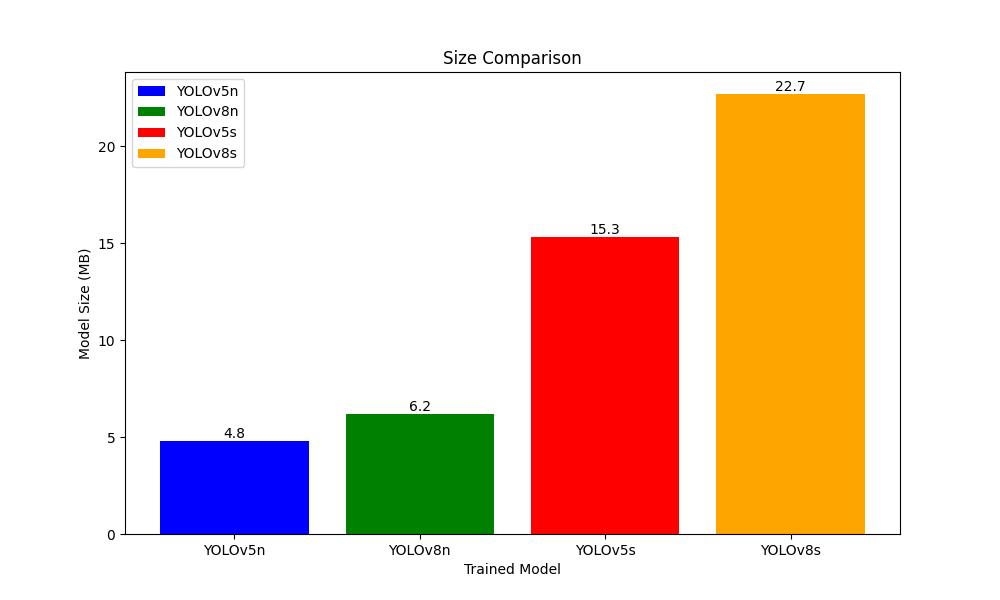 Size Comparison
YOLOv5n
YOLOv8n
YOLOv5s
YOLOv8s
22.7
15.3
6.2
4.8
20
15
10
5
0
Model Size (MB)
YOLOv5n YOLOv8n YOLOv5s YOLOv8s
Trained Model